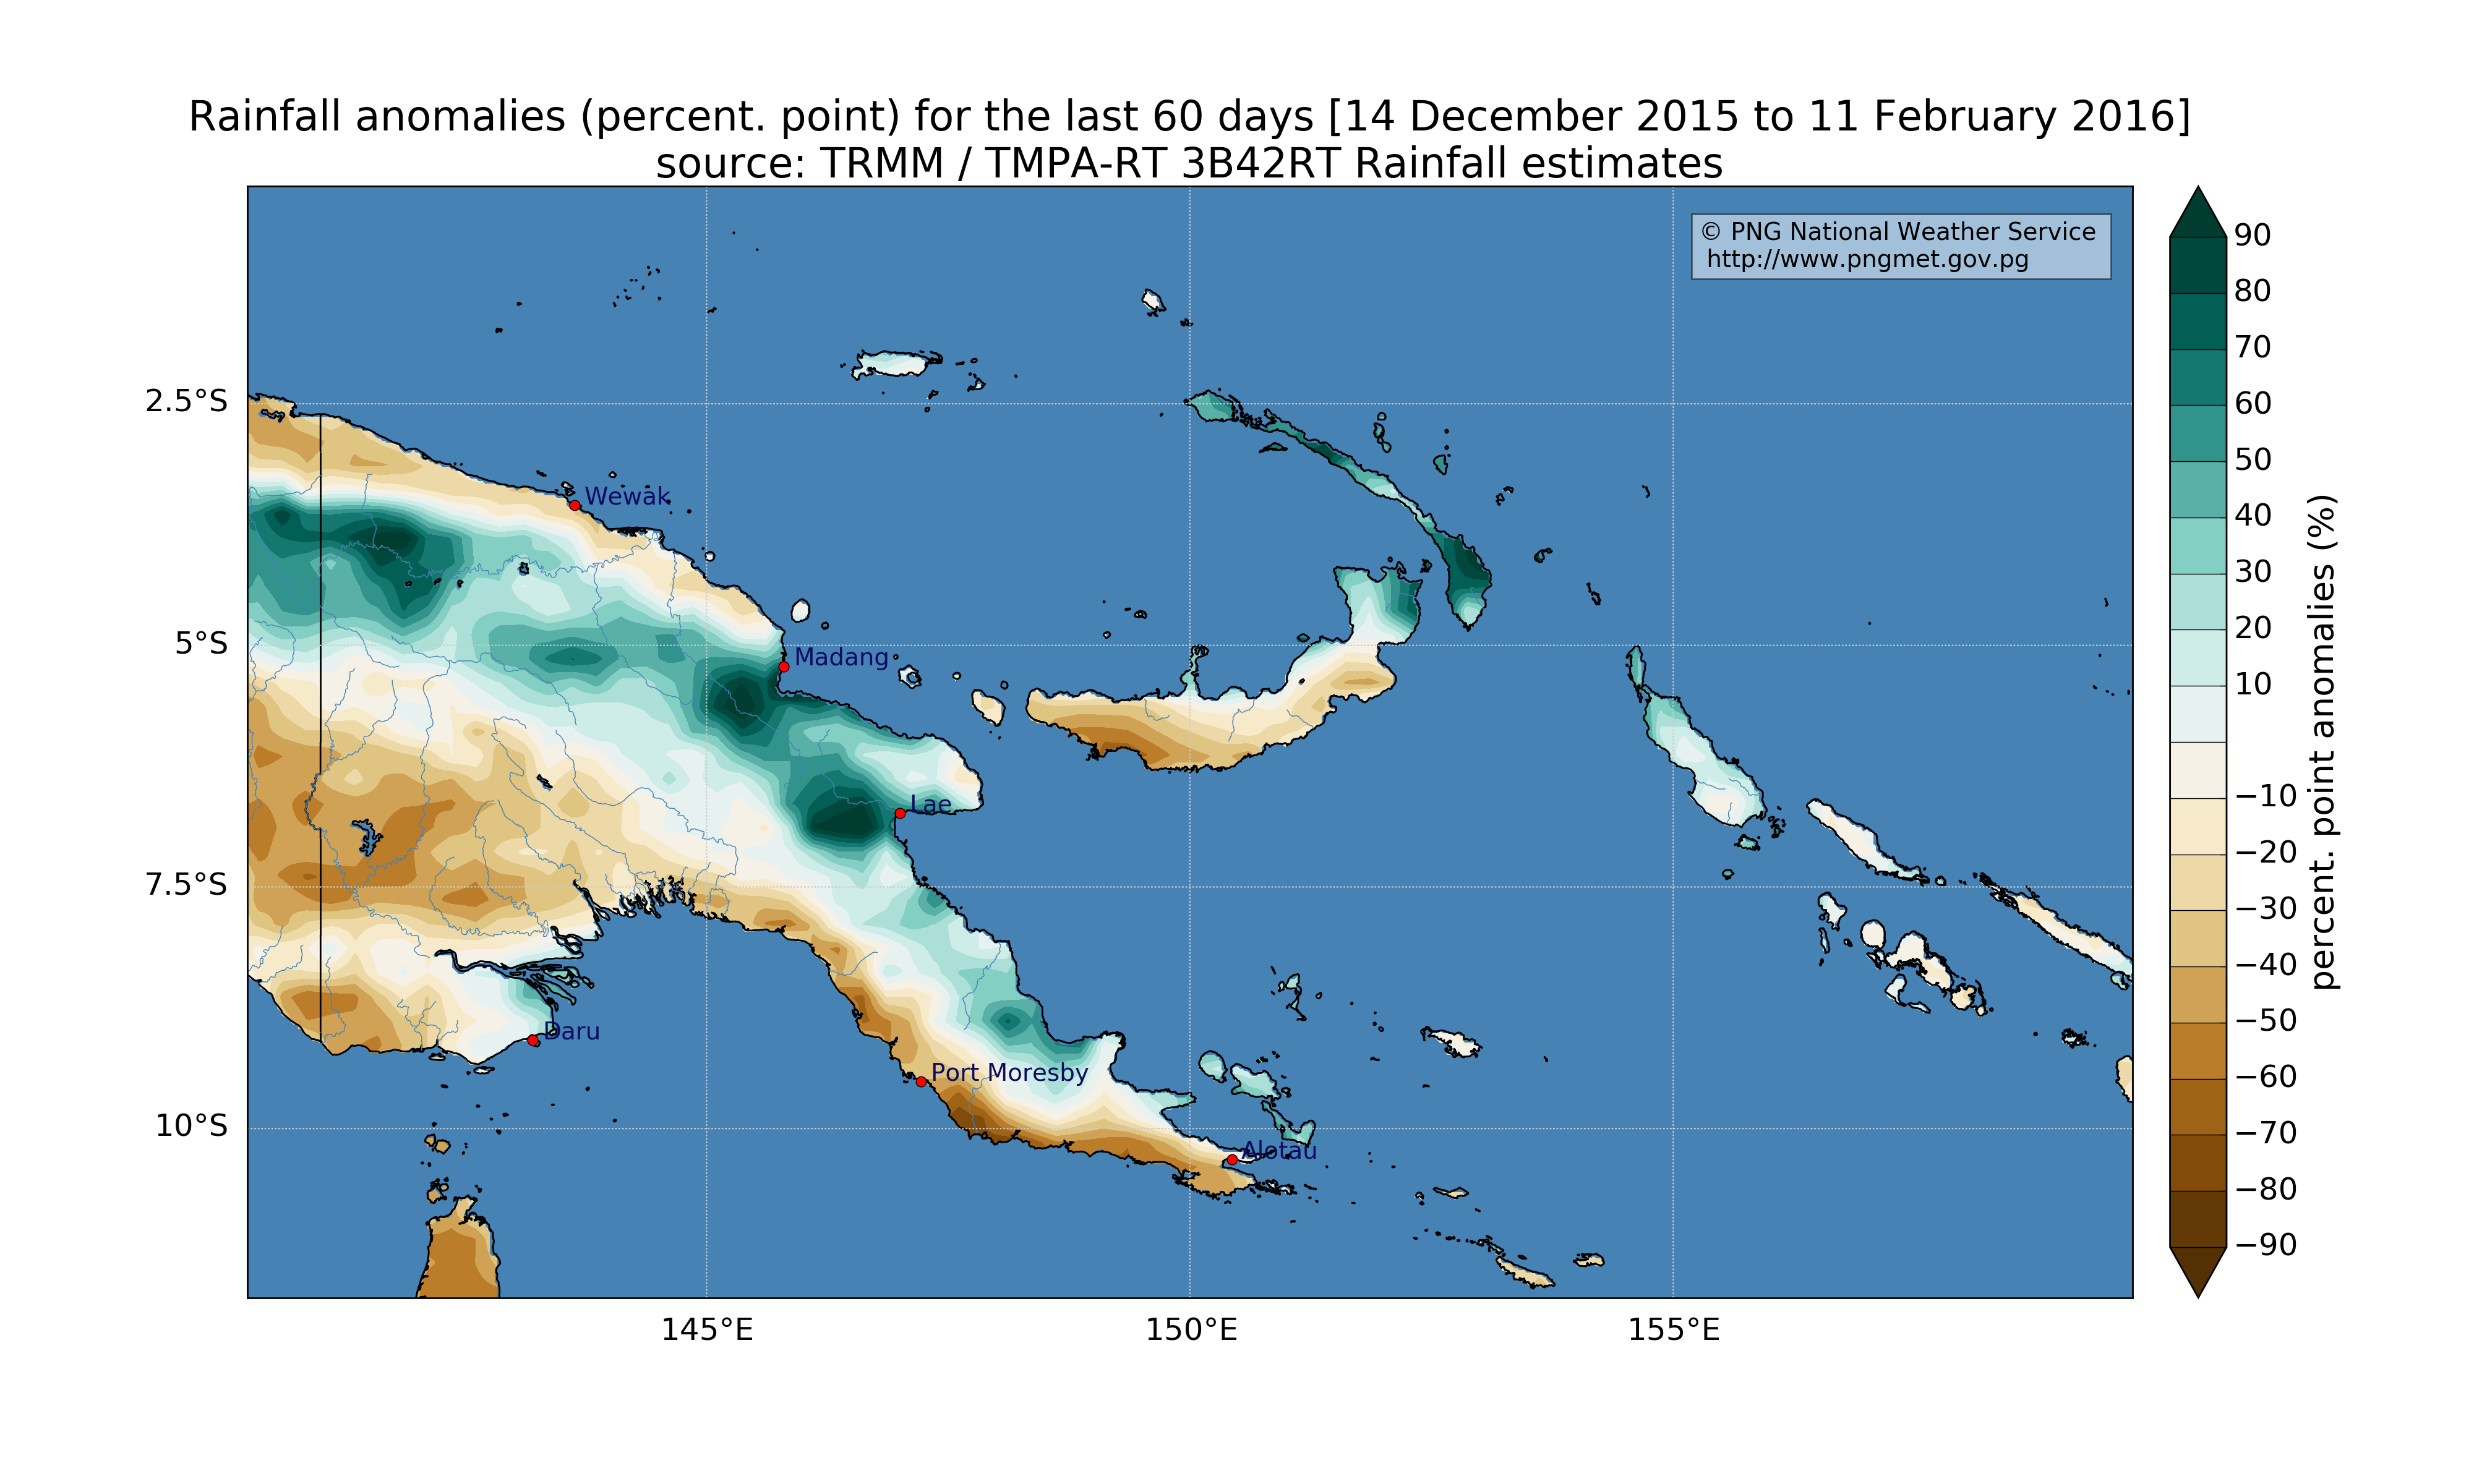 Rainfall anomalies (percent. point) for the last 60 days [14 December 2015 to 11 February 2016]
source: TRMM / TMPA-RT 3B42RT Rainfall estimates
© PNG National Weather Service
http://www.pngmet.gov.pg
2.5°S
5°S
7.5°S
10°S
145°E
150°E
155°E
Wewak
Madang
Lae
Daru
Port Moresby
Alotau
90
80
70
60
50
40
30
20
10
−10
−20
−30
−40
−50
−60
−70
−80
−90
percent. point anomalies (%)